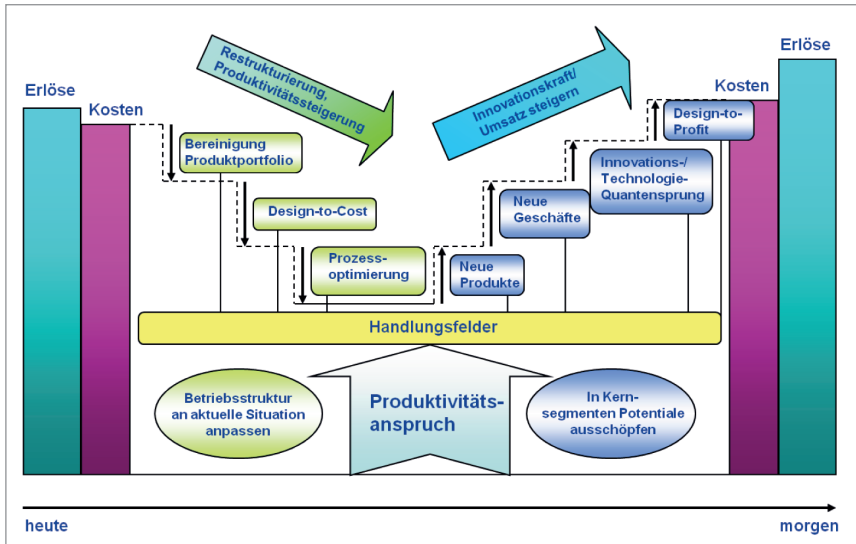 Erlöse
Kosten
Restrukturierung,
Produktivitätssteigerung
Innovationskraft/
Umsatz steigern
Erlöse
Kosten
Bereinigung
Produktportfolio
Design-to-Cost
Prozess-
optimierung
Neue
Produkte
Neue
Geschäfte
Innovations-/
Technologie-
Quantensprung
Design-to-
Profit
Handlungsfelder
Betriebsstruktur
an aktuelle Situation
anpassen
Produktivitäts-
anspruch
In Kern-
segmenten Potentiale
ausschöpfen
heute
morgen